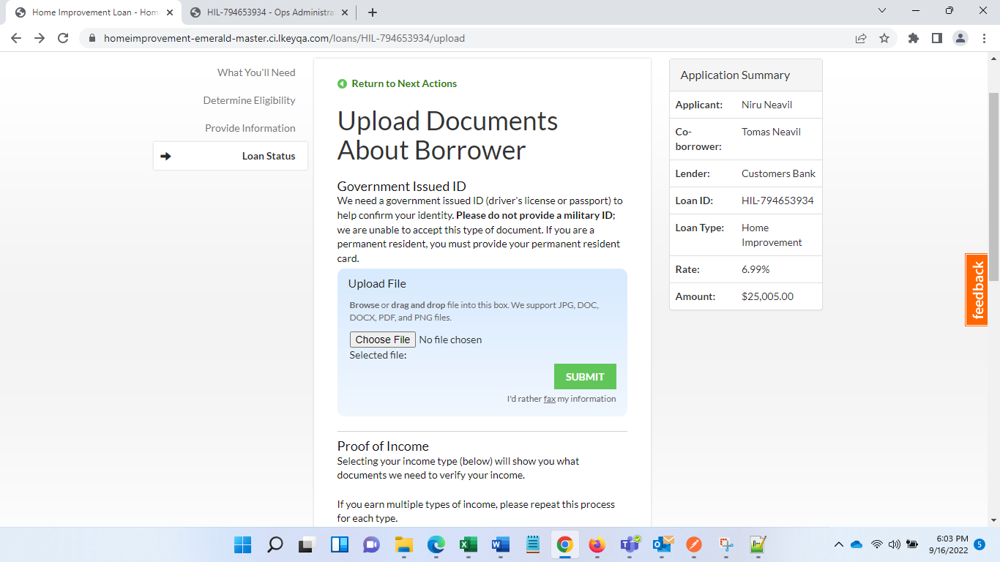 Home Improvement Loan - Hom
HIL-794653934 - Ops Administra
homeimprovement-emerald-master.ci.lkeyqa.com/loans/HIL-794653934/upload
What You'll Need
Determine Eligibility
Provide Information
Loan Status
Return to Next Actions
Upload Documents
About Borrower
Government Issued ID
We need a government issued ID (driver's license or passport) to
help confirm your identity. Please do not provide a military ID;
we are unable to accept this type of document. If you are a
permanent resident, you must provide your permanent resident
card.
Upload File
Browse or drag and drop file into this box. We support JPG, DOC,
DOCX, PDF, and PNG files.
Choose File No file chosen
Selected file:
SUBMIT
I'd rather fax my information
Proof of Income
Selecting your income type (below) will show you what
documents we need to verify your income.
If you earn multiple types of income, please repeat this process
for each type.
Application Summary
Applicant: Niru Neavil
Co-
borrower: Tomas Neavil
Lender: Customers Bank
Loan ID: HIL-794653934
Loan Type: Home
Improvement
Rate: 6.99%
Amount: $25,005.00
feedback
6:03 PM
9/16/2022
5